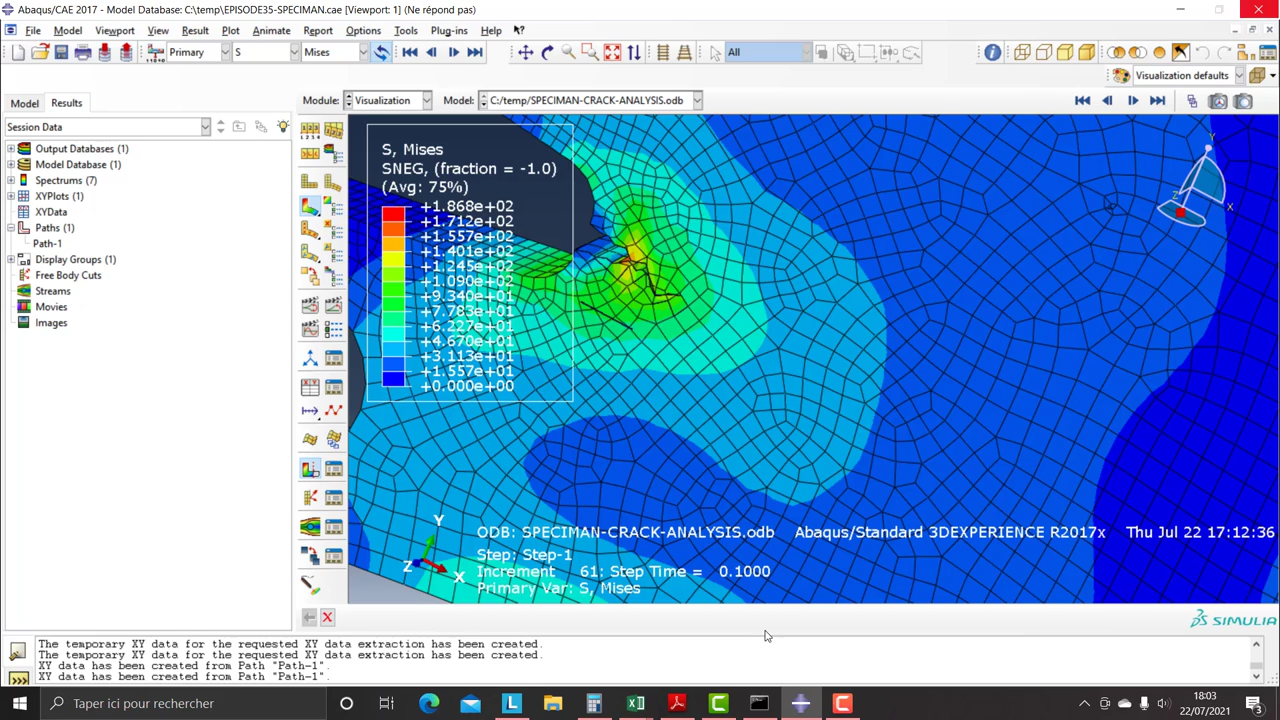 Abaqus/CAE 2017 - Model Database: C:\temp\EPISODE35-SPECIMAN.cae [Viewport: 1] (Ne répond pas)
File Model Viewport View Result Plot Animate Report Options Tools Plug-ins Help
Primary S Mises All
Visualization defaults
Model Results Module: Visualization Model: C:/temp/SPECIMAN-CRACK-ANALYSIS.odb
Session Data
Output Databases (1)
Model Database (1)
Spectrums (7)
XYPlots (1)
XYData
Paths (1)
Path-1
Display Groups (1)
Free Body Cuts
Streams
Movies
Images
S, Mises
SNEG, (fraction = -1.0)
(Avg: 75%)
+1.868e+02
+1.712e+02
+1.557e+02
+1.401e+02
+1.245e+02
+1.090e+02
+9.340e+01
+7.783e+01
+6.227e+01
+4.670e+01
+3.113e+01
+1.557e+01
+0.000e+00
Y
X
Z
Y
X
Z
ODB: SPECIMAN-CRACK-ANALYSIS.odb Abaqus/Standard 3DEXPERIENCE R2017x Thu Jul 22 17:12:36
Step: Step-1
Increment 61: Step Time = 0.1000
Primary Var: S, Mises
SIMULIA
The temporary XY data for the requested XY data extraction has been created.
The temporary XY data for the requested XY data extraction has been created.
XY data has been created from Path "Path-1".
XY data has been created from Path "Path-1".
Taper ici pour rechercher
18:03
22/07/2021
3